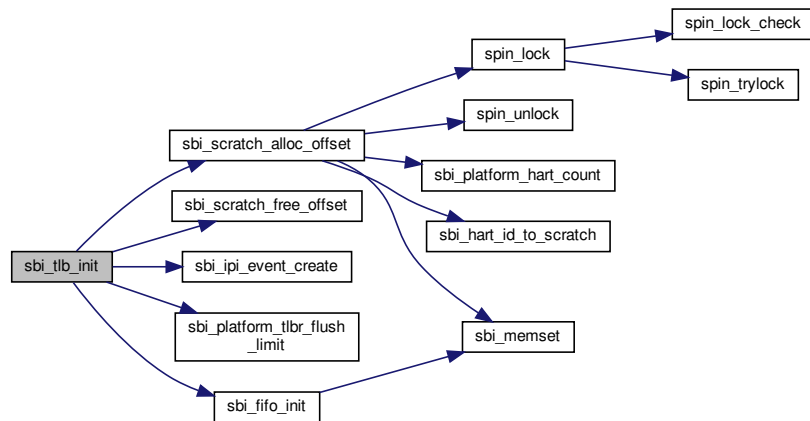 spin_lock_check
spin_lock
spin_trylock
spin_unlock
sbi_scratch_alloc_offset
sbi_platform_hart_count
sbi_scratch_free_offset
sbi_hart_id_to_scratch
sbi_tlb_init
sbi_ipi_event_create
sbi_platform_tlbr_flush
_limit
sbi_memset
sbi_fifo_init